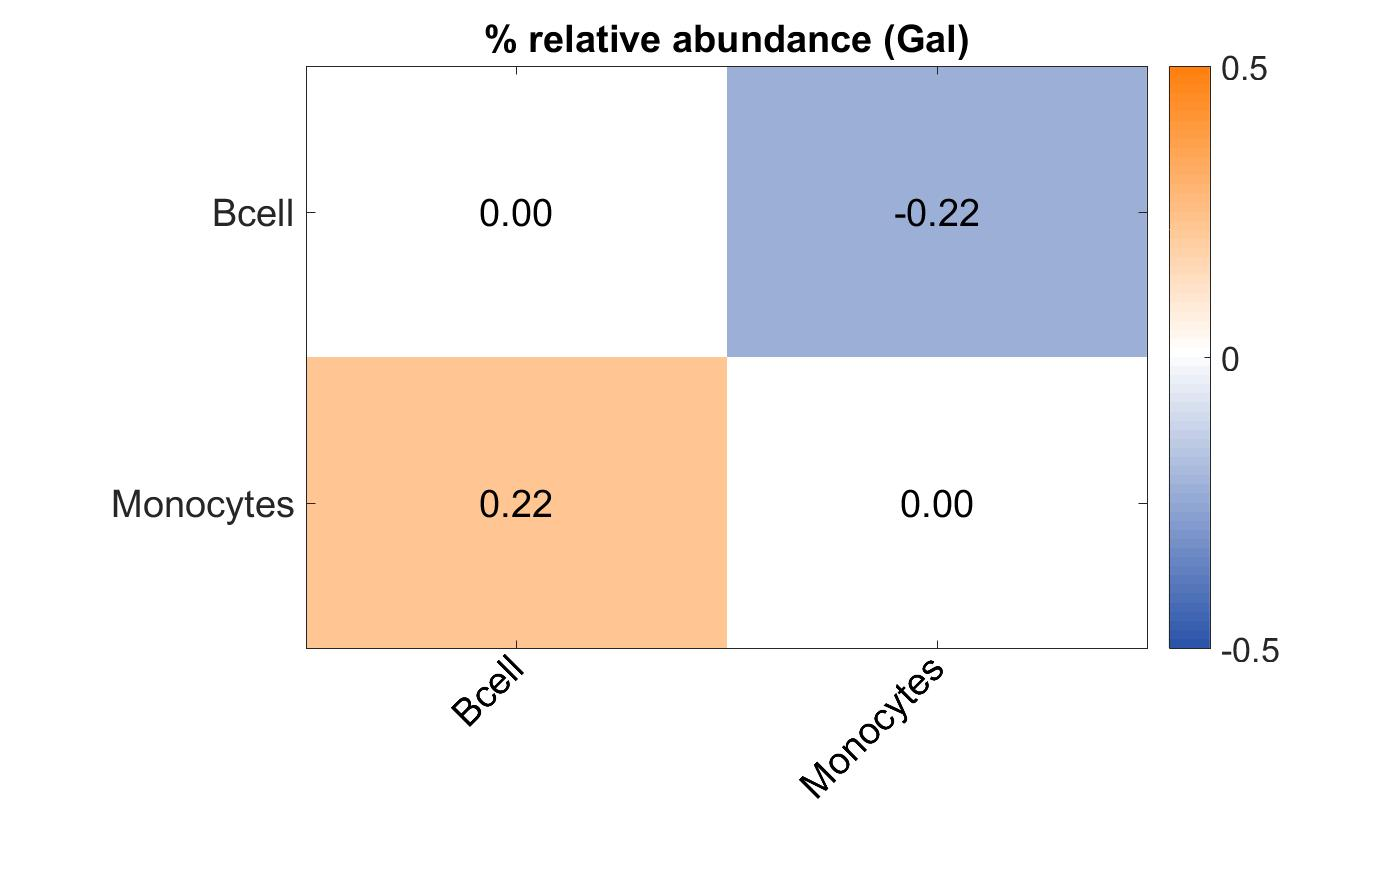 % relative abundance (Gal)
0.5
Bcell
0.00
-0.22
0
Monocytes
0.22
0.00
-0.5
Bcell
Monocytes